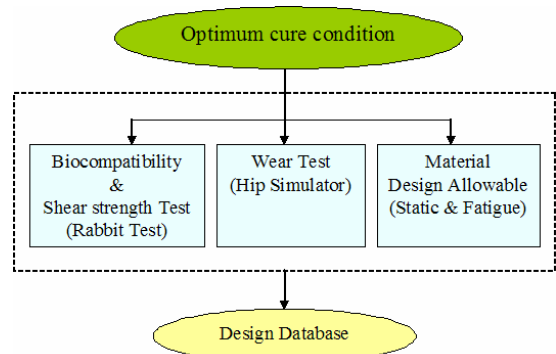 Optimum cure condition
Biocompatibility
&
Shear strength Test
(Rabbit Test)
Wear Test
(Hip Simulator)
Material
Design Allowable
(Static & Fatigue)
Design Database